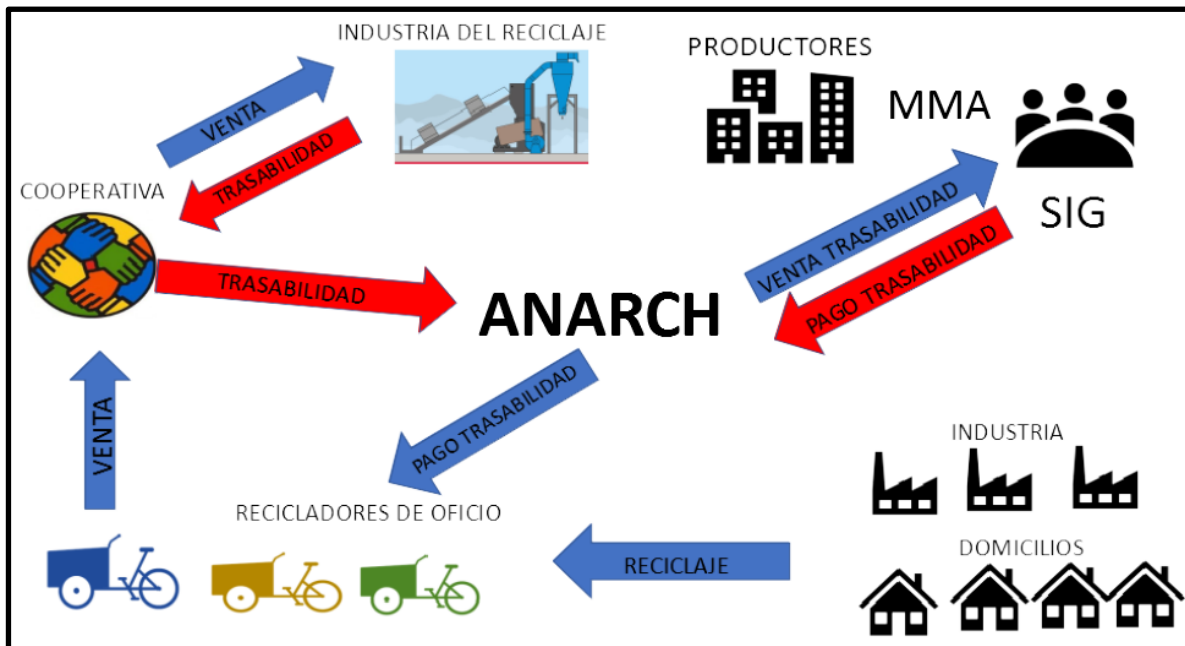 INDUSTRIA DEL RECICLAJE
PRODUCTORES
MMA
SIG
VENTA
TRASABILIDAD
COOPERATIVA
TRASABILIDAD
ANARCH
VENTA TRASABILIDAD
PAGO TRASABILIDAD
PAGO TRASABILIDAD
VENTA
RECICLADORES DE OFICIO
RECICLAJE
INDUSTRIA
DOMICILIOS